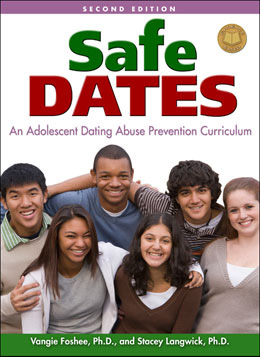 SECOND EDITION
Safe
DATES
An Adolescent Dating Abuse Prevention Curriculum
Vangie Foshee, Ph.D., and Stacey Langwick, Ph.D.